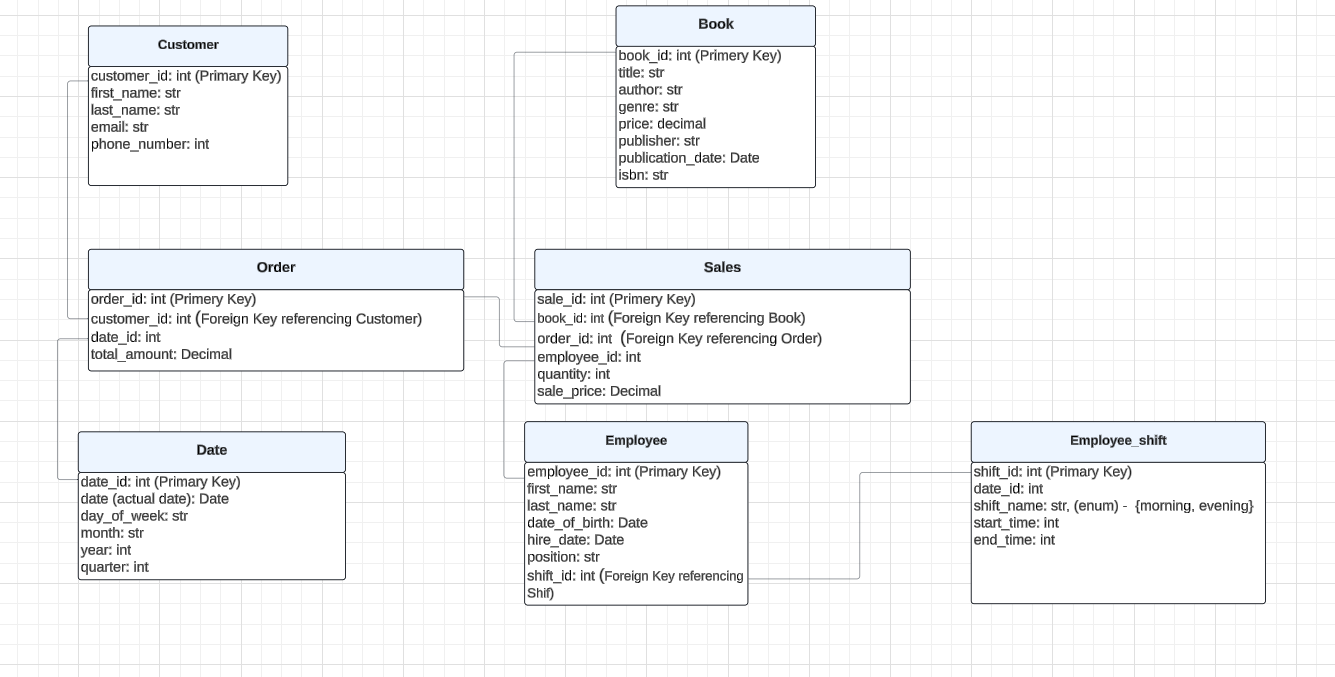 Customer
customer_id: int (Primary Key)
first_name: str
last_name: str
email: str
phone_number: int
Book
book_id: int (Primery Key)
title: str
author: str
genre: str
price: decimal
publisher: str
publication_date: Date
isbn: str
Order
order_id: int (Primery Key)
customer_id: int (Foreign Key referencing Customer)
date_id: int
total_amount: Decimal
Sales
sale_id: int (Primery Key)
book_id: int (Foreign Key referencing Book)
order_id: int (Foreign Key referencing Order)
employee_id: int
quantity: int
sale_price: Decimal
Date
date_id: int (Primery Key)
date (actual date): Date
day_of_week: str
month: str
year: int
quarter: int
Employee
employee_id: int (Primary Key)
first_name: str
last_name: str
date_of_birth: Date
hire_date: Date
position: str
shift_id: int (Foreign Key referencing
Shif)
Employee_shift
shift_id: int (Primary Key)
date_id: int
shift_name: str, (enum) - {morning, evening}
start_time: int
end_time: int